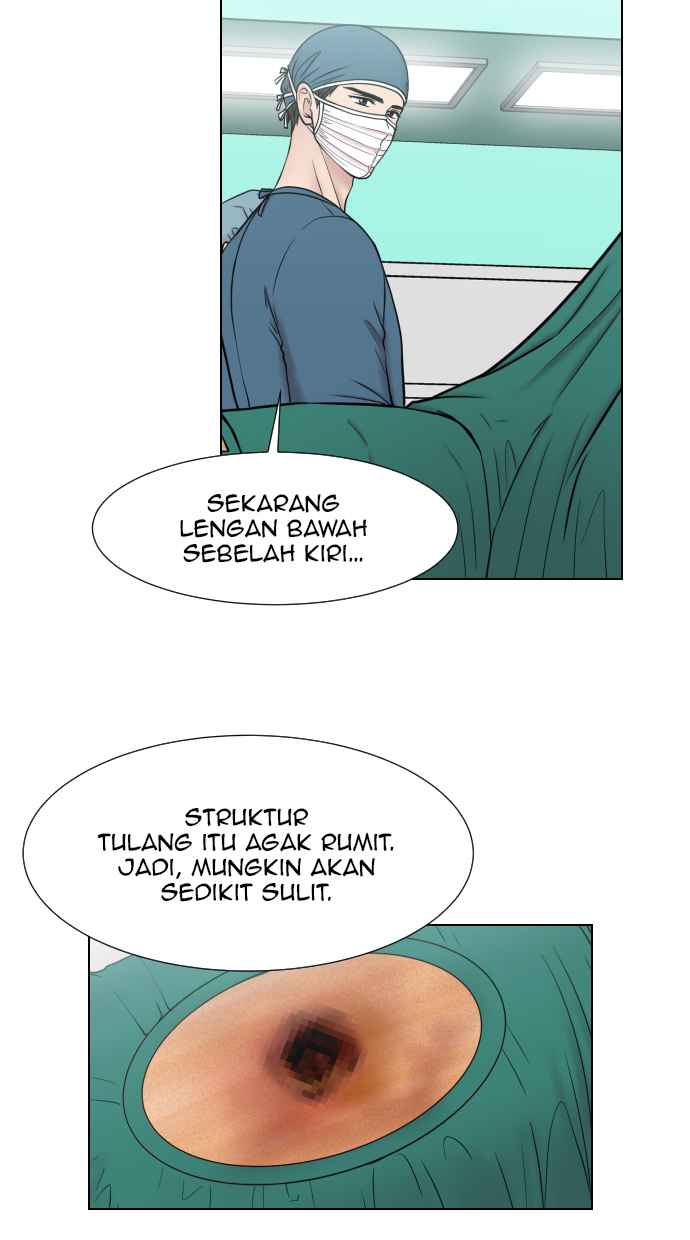 SEKARANG
LENGAN BAWAH
SEBELAH KIRI...
STRUKTUR
TULANG ITU AGAK RUMIT.
JADI, MUNGKIN AKAN
SEDIKIT SULIT.